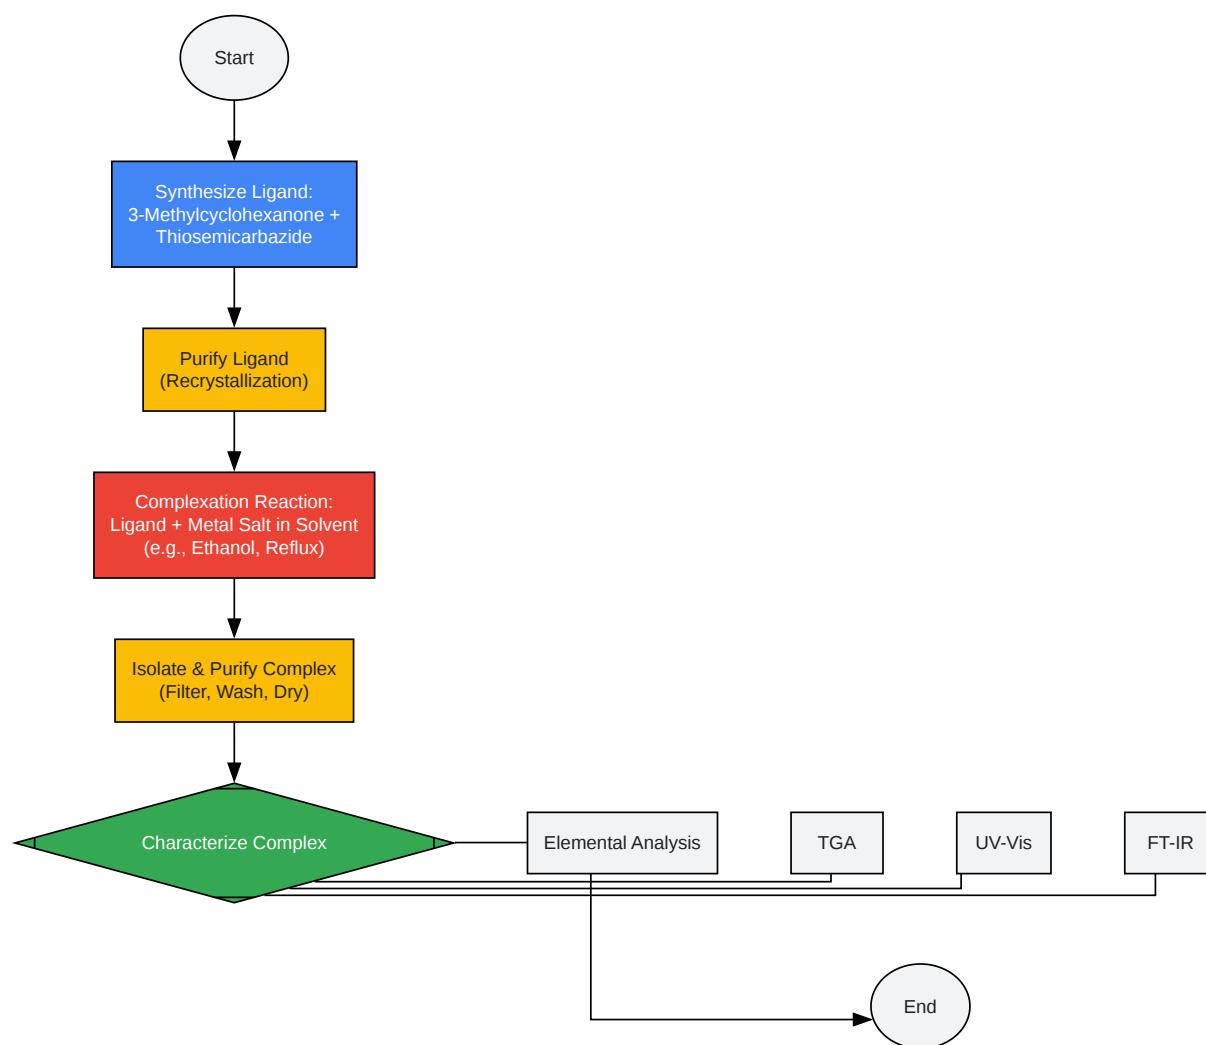 Start
Synthesize Ligand:
3-Methylcyclohexanone +
Thiosemicarbazide
Purify Ligand
(Recrystallization)
Complexation Reaction:
Ligand + Metal Salt in Solvent
(e.g., Ethanol, Reflux)
Isolate & Purify Complex
(Filter, Wash, Dry)
Characterize Complex
Elemental Analysis
TGA
UV-Vis
FT-IR
End